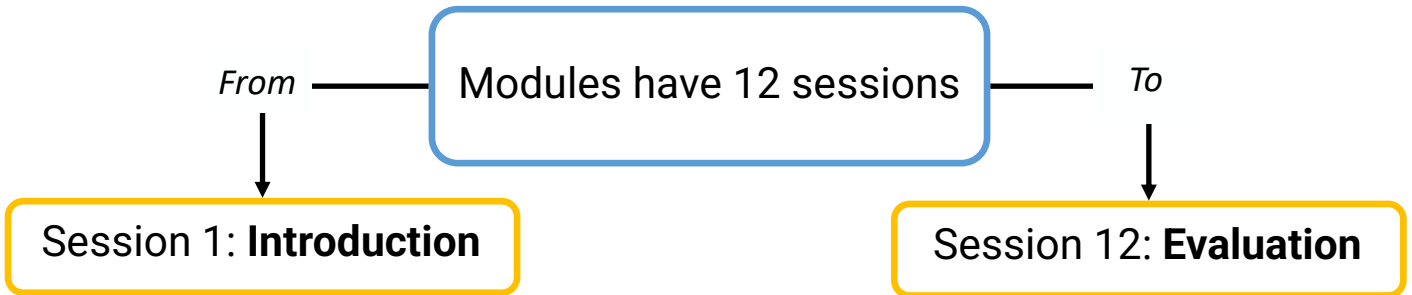 Modules have 12 sessions
From
To
Session 1: Introduction
Session 12: Evaluation